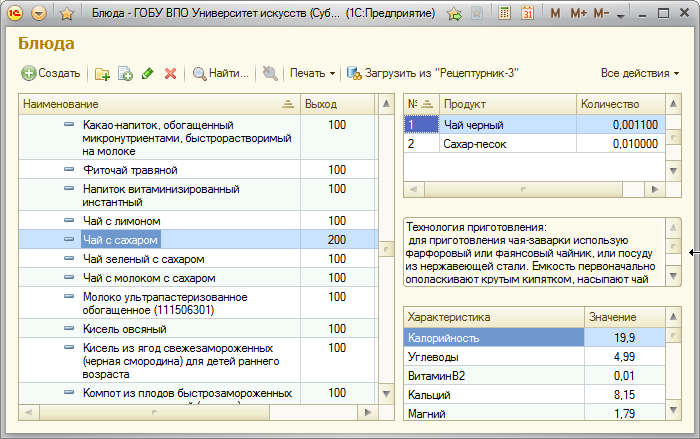 Блюда - ГОБУ ВПО Университет искусств (Суб... (1С:Предприятие)
31 M M+ M-
Блюда
Создать Найти... Печать Загрузить из "Рецептурник-3" Все действия
Наименование Выход
Какао-напиток, обогащенный 100
микронутриентами, быстрорастворимый
на молоке
Фиточай травяной 100
Напиток витаминизированный 100
инстантный
Чай с лимоном 100
Чай с сахаром 200
Чай зеленый с сахаром 100
Чай с молоком с сахаром 100
Молоко ультрапастеризованное 100
обогащенное (111506301)
Кисель овсяный 100
Кисель из ягод свежезамороженных 100
(черная смородина) для детей раннего
возраста
Компот из плодов быстрозамороженных 100
№ Продукт Количество
1 Чай черный 0,001100
2 Сахар-песок 0,010000
Технология приготовления:
для приготовления чая-заварки использую
фарфоровый или фаянсовый чайник, или посуду
из нержавеющей стали. Емкость первоначально
ополаскивают крутым кипятком, насыпают чай
Характеристика Значение
Калорийность 19,9
Углеводы 4,99
ВитаминВ2 0,01
Кальций 8,15
Магний 1,79